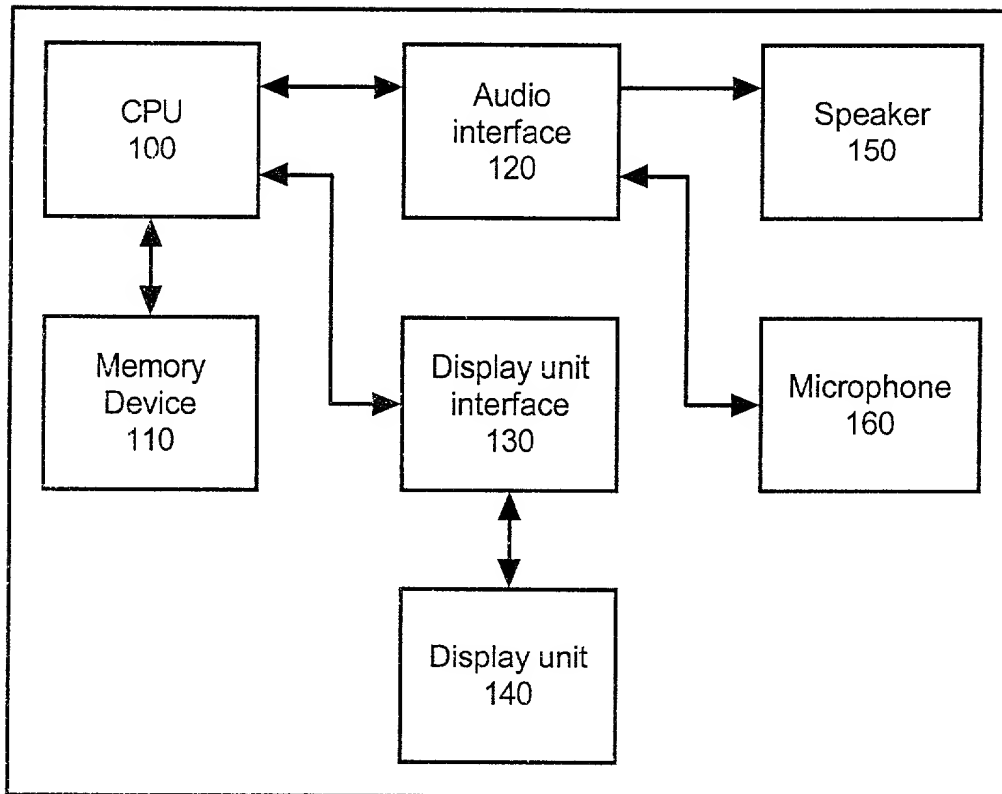 CPU
100
Audio
interface
120
Speaker
150
Memory
Device
110
Display unit
interface
130
Microphone
160
Display unit
140